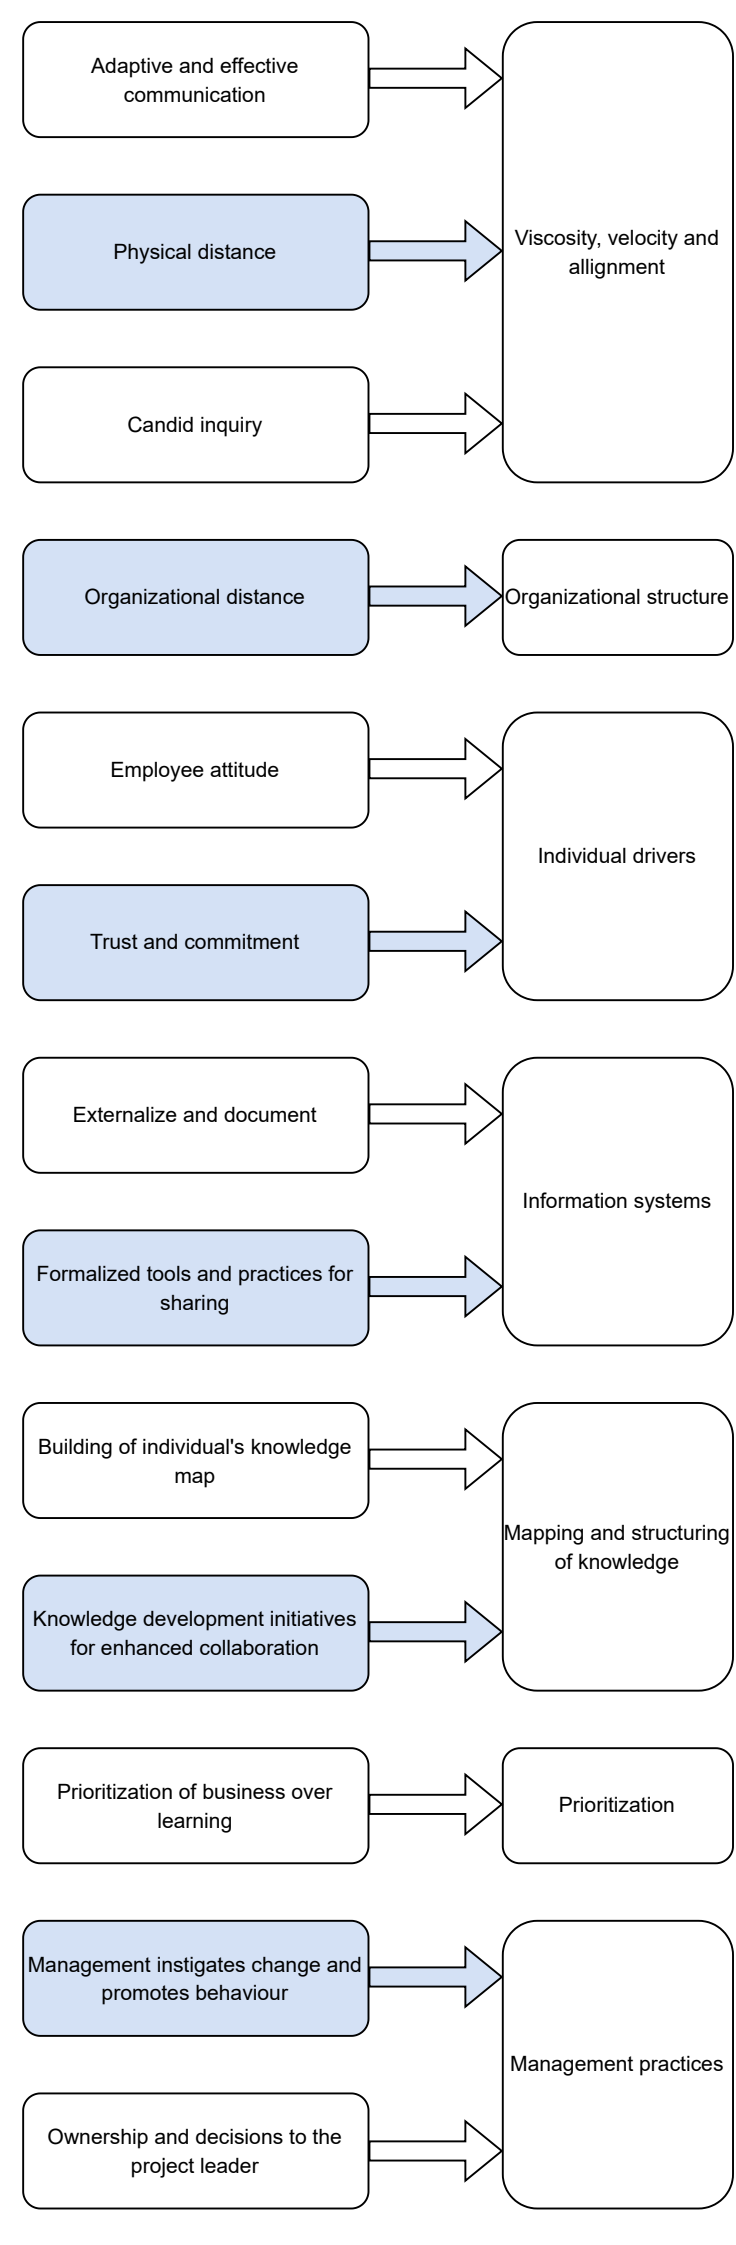 Adaptive and effective
communication
Physical distance
Candid inquiry
Viscosity, velocity and
allignment
Organizational distance
Organizational structure
Employee attitude
Trust and commitment
Individual drivers
Externalize and document
Formalized tools and practices for
sharing
Information systems
Building of individual's knowledge
map
Knowledge development initiatives
for enhanced collaboration
Mapping and structuring
of knowledge
Prioritization of business over
learning
Prioritization
Management instigates change and
promotes behaviour
Ownership and decisions to the
project leader
Management practices